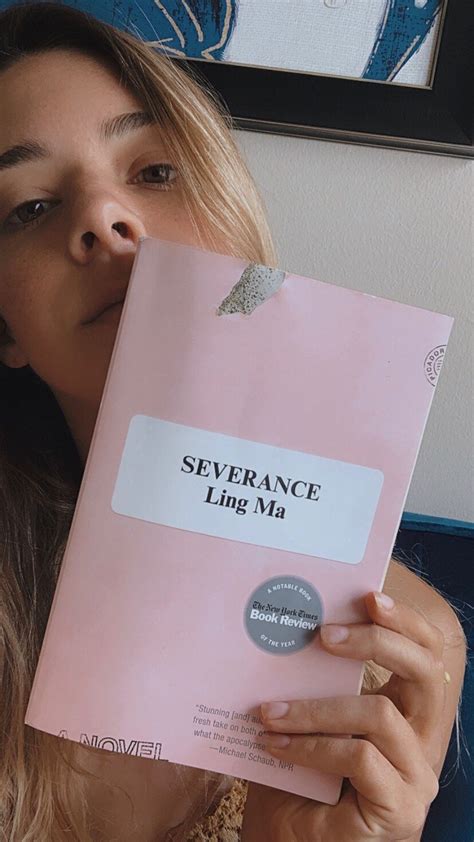 PICADOR
SEVERANCE
Ling Ma
A NOTABLE BOOK
The New York Times
Book Review
OF THE YEAR
"Stunning [and]
fresh take on both o
what the apocalypse
—Michael Schaub, NPR
A NOVEL